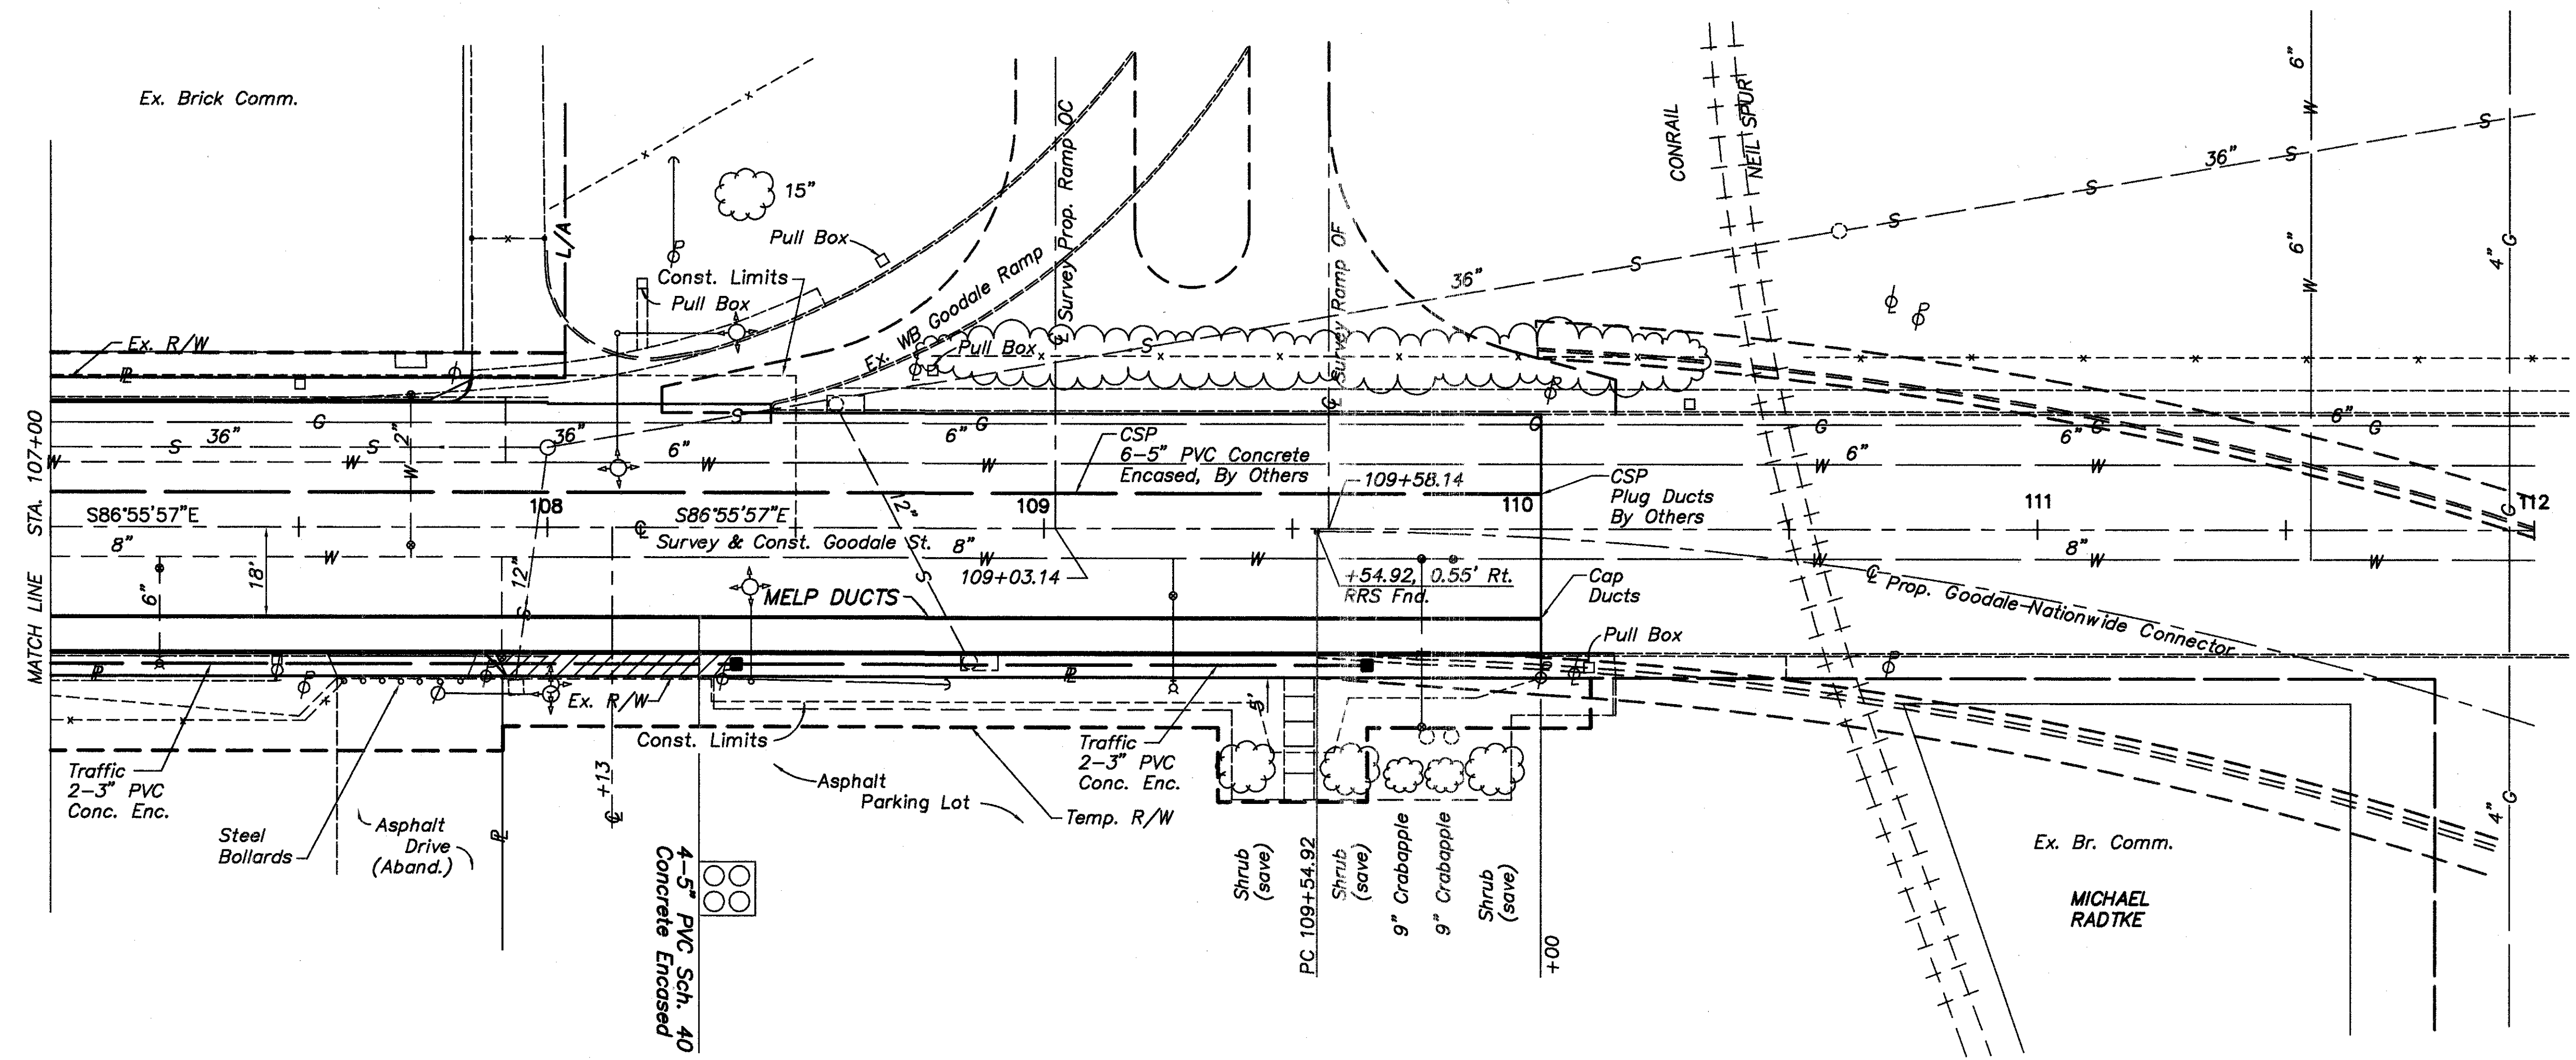 Ex. Brick Comm.
L/A
15"
Pull Box
Const. Limits
Pull Box
Ex. WB Goodale Ramp
Survey Prop. Ramp OC
Survey Ramp OF
CONRAIL
NEIL SPUR
36"
36"
6"
W
6"
W
4"
G
S
S
S
S
S
S
Pull Box
Ex. R/W
MATCH LINE STA. 107+00
36"
G
S
S
36"
S
2"
W
W
W
6"
W
6"
G
W
CSP
6-5" PVC Concrete
Encased, By Others
G
G
6"
W
6"
G
W
6"
G
109+58.14
CSP
Plug Ducts
By Others
S86°55'57"E
108
S86°55'57"E
109
110
111
112
G
8"
W
18'
6"
12"
S
Survey & Const. Goodale St.
8"
W
W
W
8"
W
W
12"
S
109+03.14
MELP DUCTS
+54.92, 0.55' Rt.
RRS Fnd.
Cap
Ducts
Prop. Goodale-Nationwide Connector
Pull Box
Ex. R/W
5'
Const. Limits
Traffic
2-3" PVC
Conc. Enc.
Steel
Bollards
Asphalt
Drive
(Aband.)
+13
Asphalt
Parking Lot
Traffic
2-3" PVC
Conc. Enc.
Temp. R/W
4-5" PVC Sch. 40
Concrete Encased
Shrub
(save)
PC 109+54.92
Shrub
(save)
9" Crabapple
9" Crabapple
Shrub
(save)
+00
Ex. Br. Comm.
MICHAEL
RADTKE
4"
G